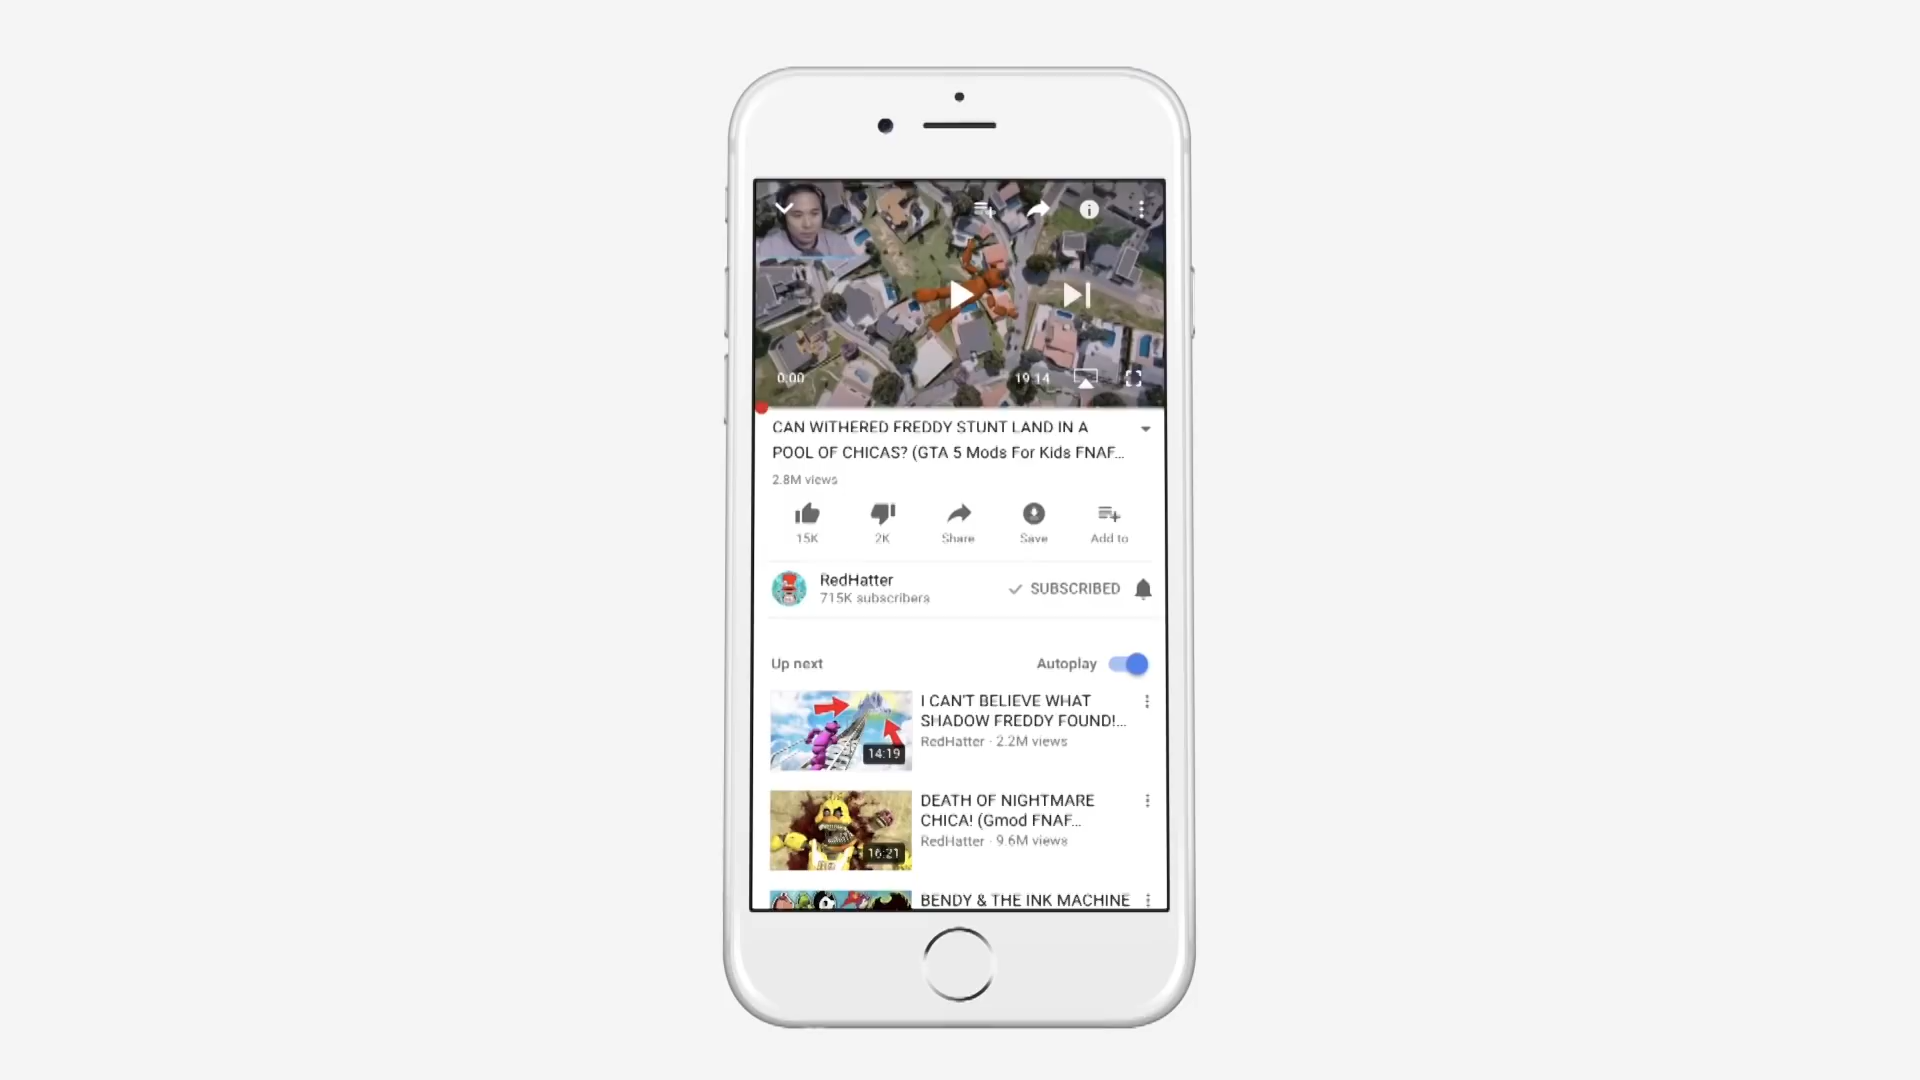 0:00
19:14
CAN WITHERED FREDDY STUNT LAND IN A
POOL OF CHICAS? (GTA 5 Mods For Kids FNAF...
2.8M views
15K
2K
Share
Save
Add to
RedHatter
715K subscribers
SUBSCRIBED
Up next
Autoplay
14:19
I CAN'T BELIEVE WHAT
SHADOW FREDDY FOUND!...
RedHatter · 2.2M views
16:21
DEATH OF NIGHTMARE
CHICA! (Gmod FNAF...
RedHatter · 9.6M views
BENDY & THE INK MACHINE